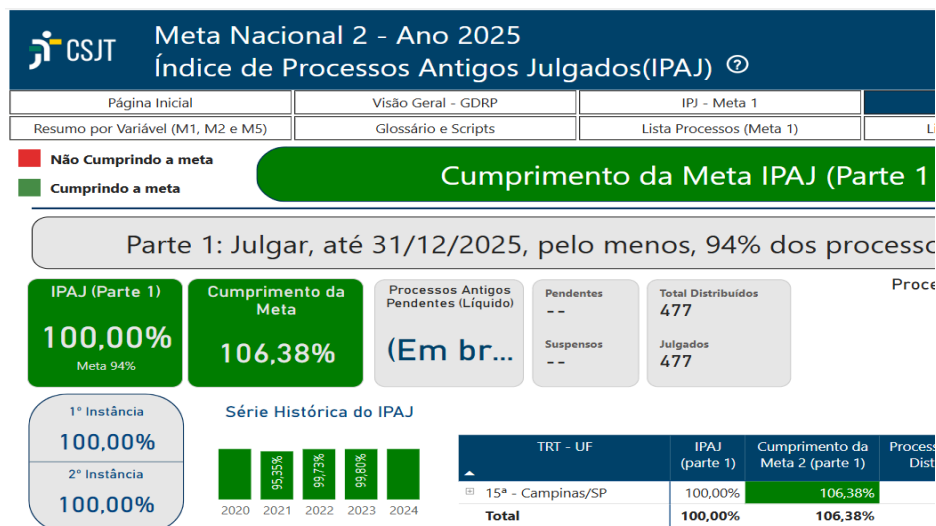 CSJT
Meta Nacional 2 - Ano 2025
Índice de Processos Antigos Julgados(IPAJ) ?
Página Inicial
Visão Geral - GDRP
IPJ - Meta 1
Resumo por Variável (M1, M2 e M5)
Glossário e Scripts
Lista Processos (Meta 1)
Não Cumprindo a meta
Cumprindo a meta
Cumprimento da Meta IPAJ (Parte 1
Parte 1: Julgar, até 31/12/2025, pelo menos, 94% dos processo
IPAJ (Parte 1)
100,00%
Meta 94%
Cumprimento da
Meta
106,38%
Processos Antigos
Pendentes (Líquido)
(Em br...
Pendentes
--
Suspensos
--
Total Distribuídos
477
Julgados
477
Proce
1º Instância
100,00%
2º Instância
100,00%
Série Histórica do IPAJ
95,35%
99,73%
99,80%
2020 2021 2022 2023 2024
TRT - UF
IPAJ
(parte 1)
Cumprimento da
Meta 2 (parte 1)
Process
Dist
15ª - Campinas/SP 100,00% 106,38%
Total 100,00% 106,38%